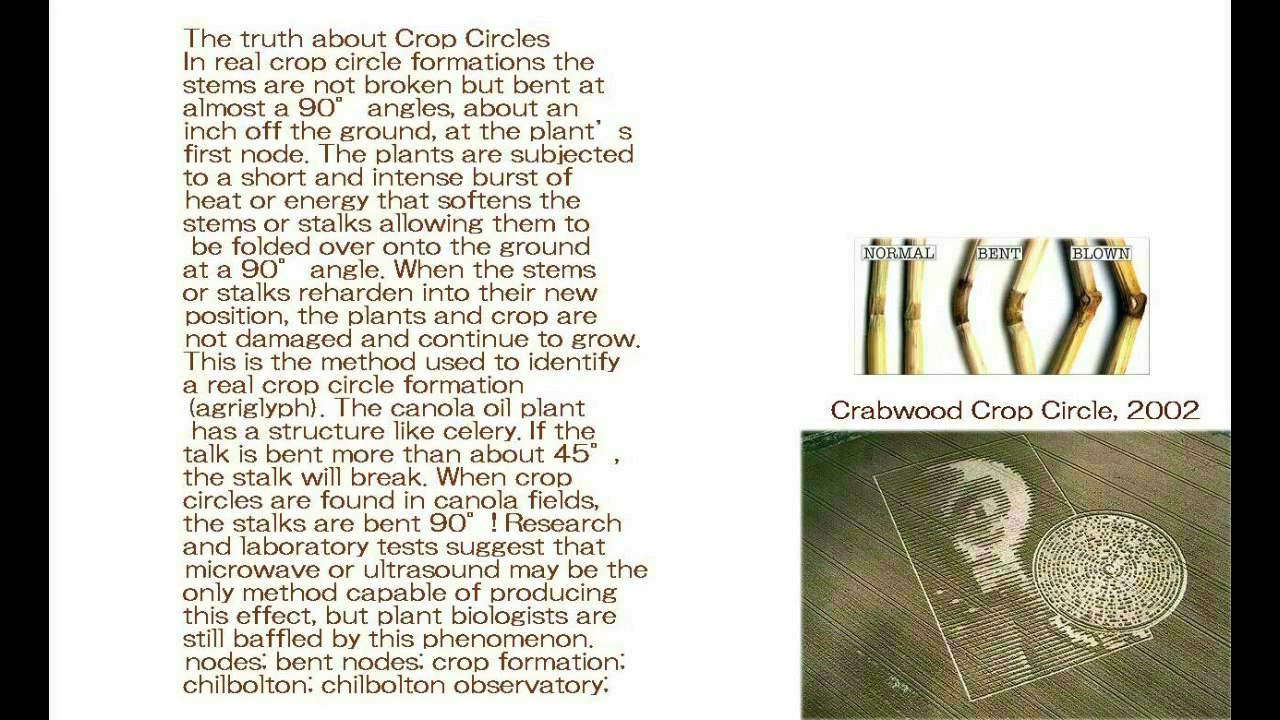 The truth about Crop Circles
In real crop circle formations the
stems are not broken but bent at
almost a 90° angles, about an
inch off the ground, at the plant's
first node. The plants are subjected
to a short and intense burst of
heat or energy that softens the
stems or stalks allowing them to
be folded over onto the ground
at a 90° angle. When the stems
or stalks reharden into their new
position, the plants and crop are
not damaged and continue to grow.
This is the method used to identify
a real crop circle formation
(agriglyph). The canola oil plant
has a structure like celery. If the
talk is bent more than about 45°,
the stalk will break. When crop
circles are found in canola fields,
the stalks are bent 90°! Research
and laboratory tests suggest that
microwave or ultrasound may be the
only method capable of producing
this effect, but plant biologists are
still baffled by this phenomenon.
nodes; bent nodes; crop formation;
chilbolton; chilbolton observatory;
NORMAL BENT BLOWN
Crabwood Crop Circle, 2002